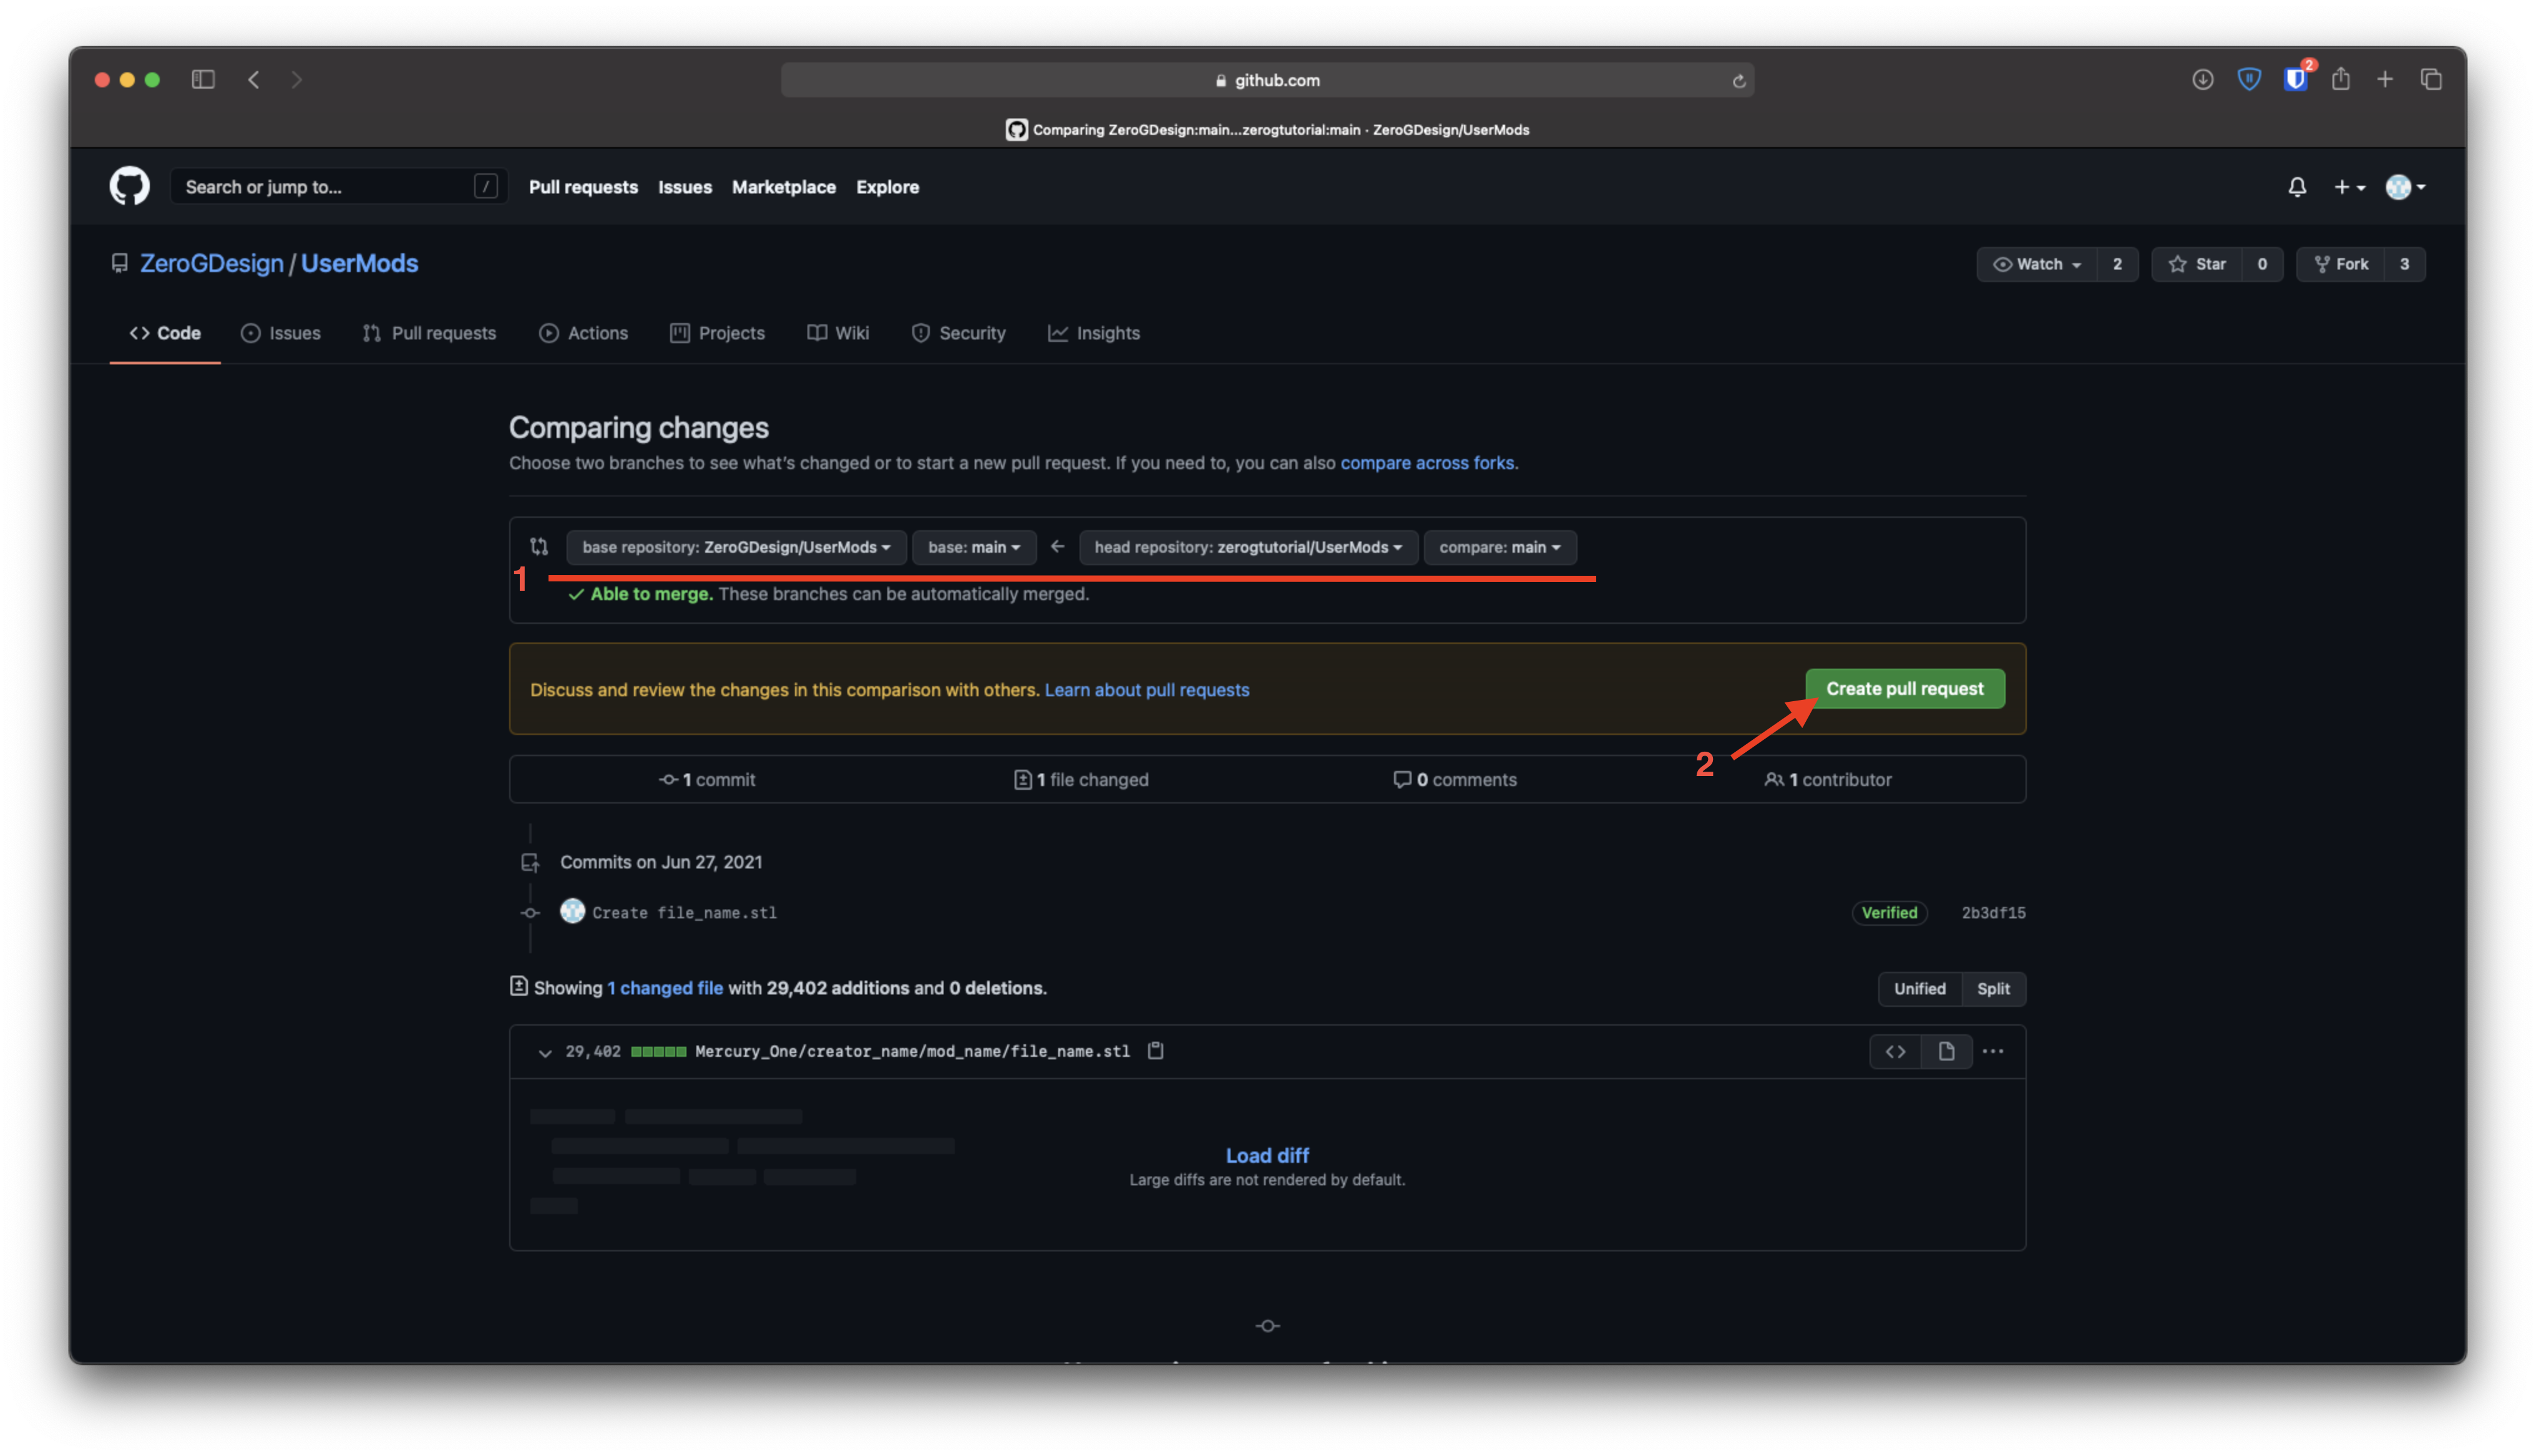 github.com
2
Comparing ZeroGDesign:main...zerogtutorial:main · ZeroGDesign/UserMods
Search or jump to... / Pull requests Issues Marketplace Explore
ZeroGDesign / UserMods Watch 2 Star 0 Fork 3
Code Issues Pull requests Actions Projects Wiki Security Insights
Comparing changes
Choose two branches to see what's changed or to start a new pull request. If you need to, you can also compare across forks.
base repository: ZeroGDesign/UserMods base: main ← head repository: zerogtutorial/UserMods compare: main
1
Able to merge. These branches can be automatically merged.
Discuss and review the changes in this comparison with others. Learn about pull requests Create pull request
2
1 commit 1 file changed 0 comments 1 contributor
Commits on Jun 27, 2021
Create file_name.stl Verified 2b3df15
Showing 1 changed file with 29,402 additions and 0 deletions. Unified Split
29,402 Mercury_One/creator_name/mod_name/file_name.stl
Load diff
Large diffs are not rendered by default.